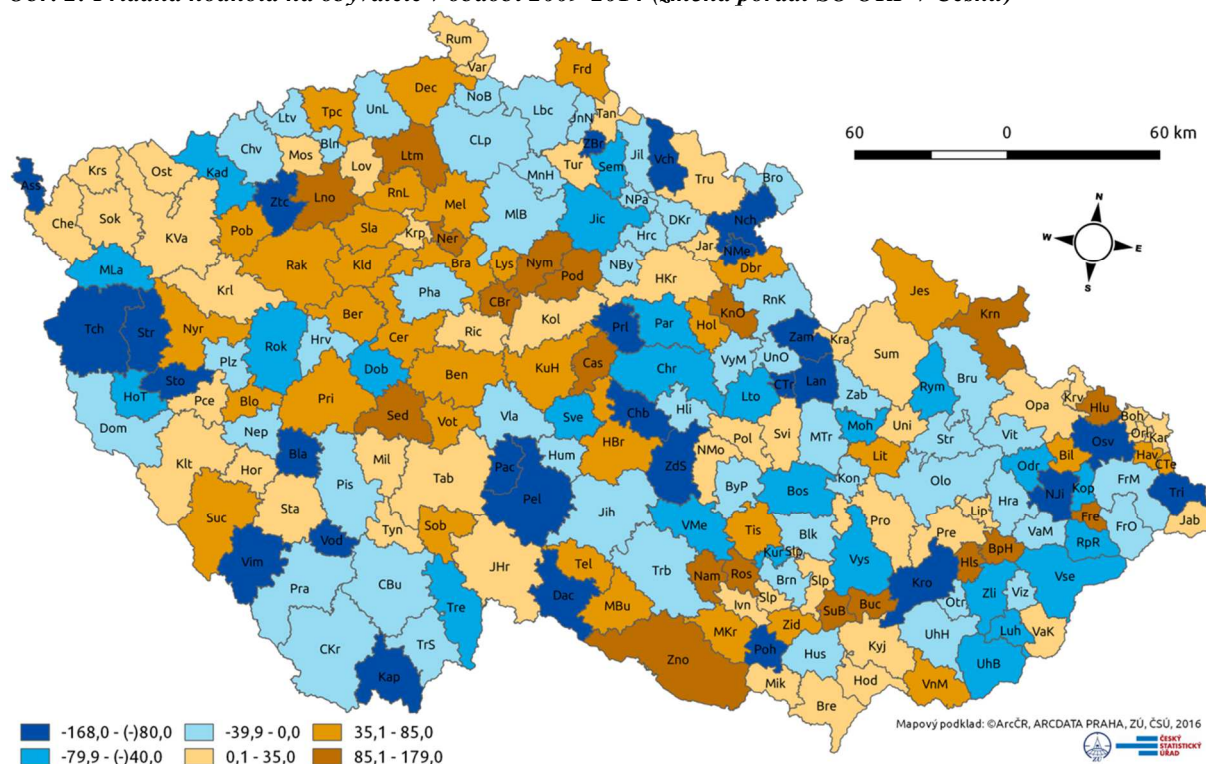 Rum
Var
Frd
Dec
NoB
Lbc
Tpc
UnL
Ltv
JnN
Tan
60 0 60 km
Chv
Bln
CLp
ZBr
Mos
Lov
Ltm
Tur
Sem
Jil
Vch
Tru
Bro
Krs
Ost
Kad
MnH
N
Ass
Ztc
Lno
RnL
Mel
NPa
Nch
Che
Sok
KVa
Pob
Sla
Krp
Ner
MlB
Jic
Hrc
DKr
NMe
W
E
S
Rak
Kld
Bra
Lys
Nym
Pod
NBy
Jar
HKr
Dbr
MLa
Krl
Pha
CBr
RnK
Jes
Krn
Tch
Str
Nyr
Ber
Cer
Ric
Kol
Prl
Par
Hol
KnO
Zam
Kra
Sum
Plz
Rok
Hrv
Dob
Ben
KuH
Cas
Chr
VyM
UnO
CTr
Lan
Rym
Bru
Sto
HoT
Pce
Blo
Pri
Sed
Vot
Vla
Sve
Chb
Hli
Lto
Zab
Opa
Krv
Hlu
Dom
Nep
HBr
Pol
Svi
MTr
Moh
Uni
Str
Vit
Boh
Orl
Kar
Klt
Hor
Bla
Mil
Tab
Pac
Hum
ZdS
NMo
Lit
Bil
Osv
Hav
CTe
Pis
Pel
ByP
Bos
Kon
Olo
Odr
NJi
Kop
FrM
Tri
Suc
Sta
Tyn
Sob
Jih
VMe
Tis
Blk
Pro
Lip
Pre
Hra
VaM
Fre
FrO
Jab
Vim
Vod
JHr
Tel
Trb
Kur
Slp
Vys
BpH
RpR
Pra
CBu
Tre
Dac
MBu
Nam
Ros
Brn
Slp
Kro
Hls
Vse
Ivn
Slp
SuB
Buc
Otr
Zli
Viz
CKr
TrS
Zno
MKr
Zid
UhH
Luh
VaK
Kap
Poh
Hus
Kyj
UhB
Mik
Hod
VnM
Bre
-168,0 - (-)80,0 -39,9 - 0,0 35,1 - 85,0
-79,9 - (-)40,0 0,1 - 35,0 85,1 - 179,0
Mapový podklad: ©ArcČR, ARCDATA PRAHA, ZÚ, ČSÚ, 2016
ZÚ
ČESKÝ
STATISTICKÝ
ÚŘAD